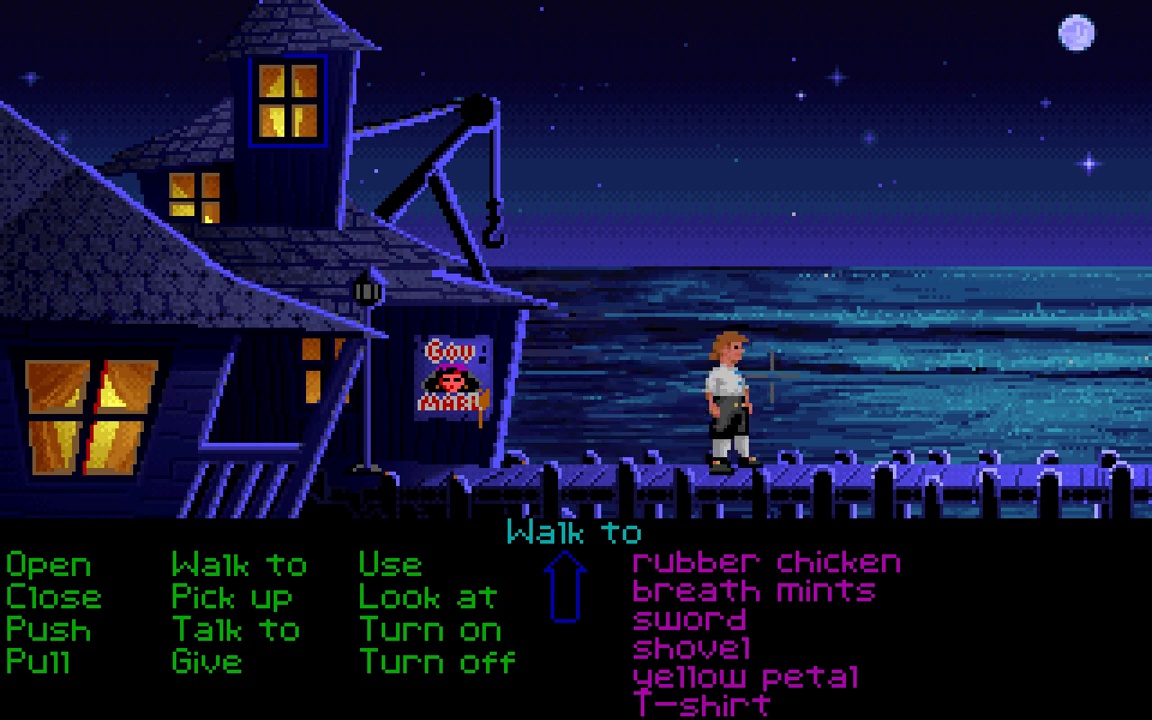 Gov.
MARL
Walk to
Open Walk to Use
Close Pick up Look at
Push Talk to Turn on
Pull Give Turn off
rubber chicken
breath mints
sword
shovel
yellow petal
T-shirt